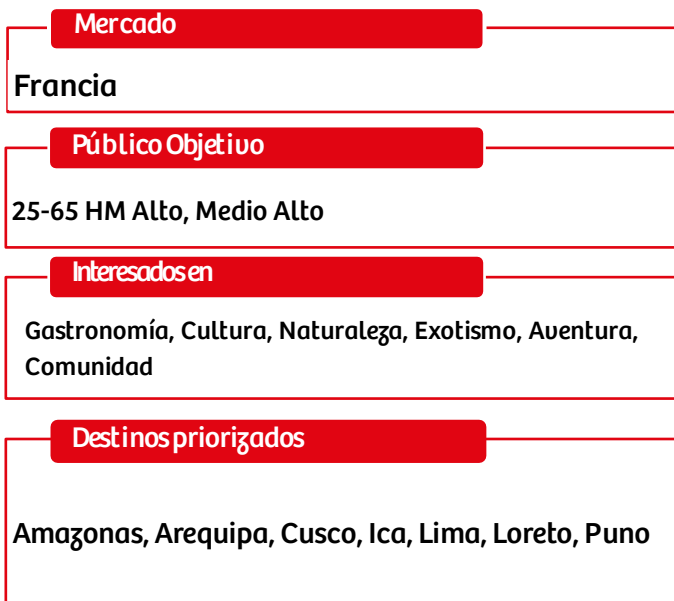 Mercado
Francia
Público Objetivo
25-65 HM Alto, Medio Alto
Interesados en
Gastronomía, Cultura, Naturaleza, Exotismo, Aventura,
Comunidad
Destinos priorizados
Amazonas, Arequipa, Cusco, Ica, Lima, Loreto, Puno